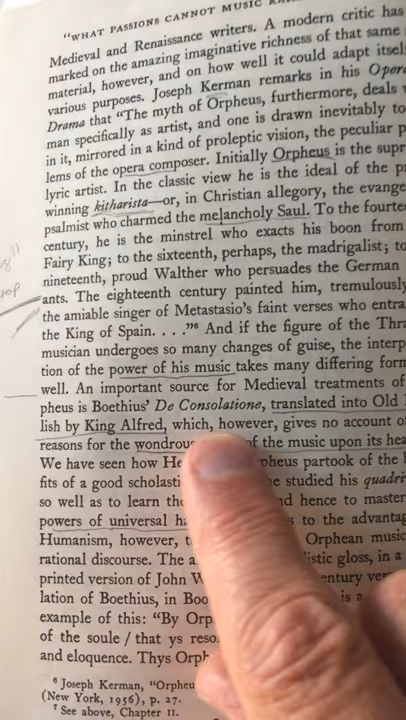 "WHAT PASSIONS CANNOT MUSIC
Medieval and Renaissance writers. A modern critic has
marked on the amazing imaginative richness of that same
material, however, and on how well it could adapt itsel
various purposes. Joseph Kerman remarks in his Oper
Drama that "The myth of Orpheus, furthermore, deals
man specifically as artist, and one is drawn inevitably to
in it, mirrored in a kind of proleptic vision, the peculiar p
lems of the opera composer. Initially Orpheus is the supr
lyric artist. In the classic view he is the ideal of the p
winning kitharista—or, in Christian allegory, the evange
psalmist who charmed the melancholy Saul. To the fourte
century, he is the minstrel who exacts his boon from
Fairy King; to the sixteenth, perhaps, the madrigalist; to
nineteenth, proud Walther who persuades the German
ants. The eighteenth century painted him, tremulously
the amiable singer of Metastasio's faint verses who entra
the King of Spain. . . ."⁶ And if the figure of the Thra
musician undergoes so many changes of guise, the interp
tion of the power of his music takes many differing form
well. An important source for Medieval treatments of
pheus is Boethius' De Consolatione, translated into Old
lish by King Alfred, which, however, gives no account o
reasons for the wondrou of the music upon its hea
We have seen how He pheus partook of the
fits of a good scholasti he studied his quadri
so well as to learn the nd hence to master
powers of universal ha to the advantag
Humanism, however, t Orphean music
rational discourse. The a listic gloss, in a
printed version of John W entury ver
lation of Boethius, in Boo is a
example of this: "By Orp
of the soule / that ys reso
and eloquence. Thys Orph
⁶ Joseph Kerman, "Orpheu
(New York, 1956), p. 27.
⁷ See above, Chapter II.